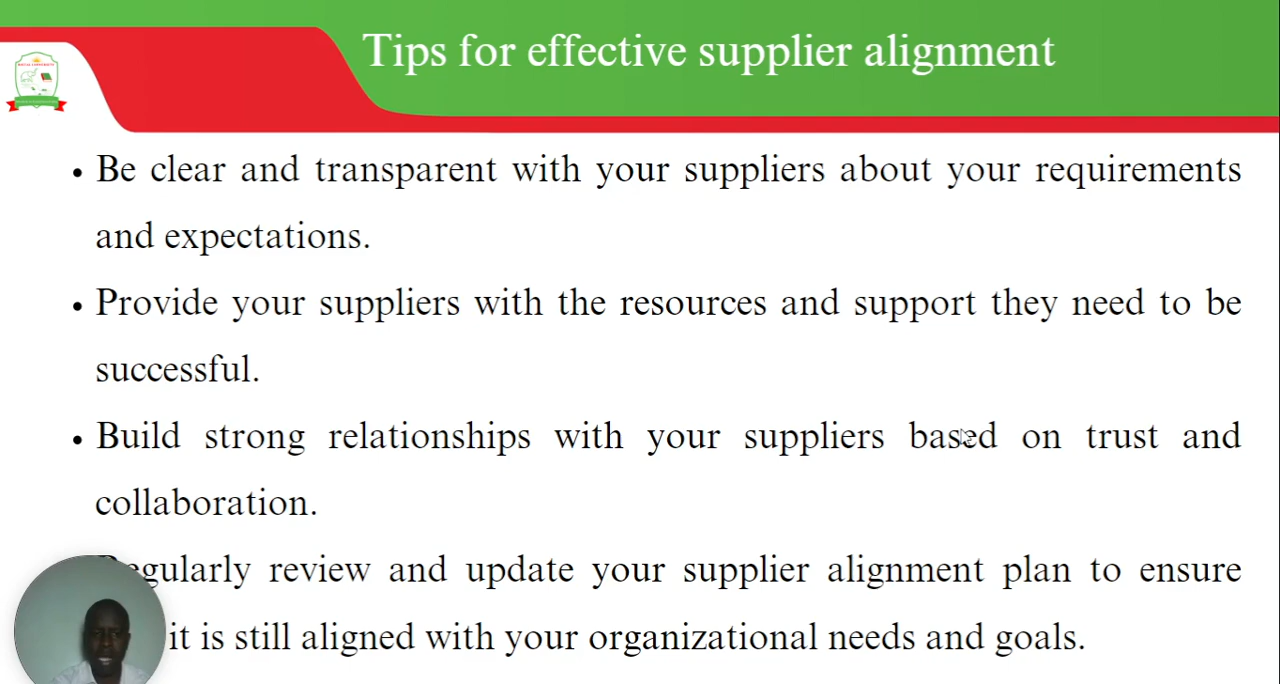 Tips for effective supplier alignment
• Be clear and transparent with your suppliers about your requirements
and expectations.
• Provide your suppliers with the resources and support they need to be
successful.
• Build strong relationships with your suppliers based on trust and
collaboration.
Regularly review and update your supplier alignment plan to ensure
it is still aligned with your organizational needs and goals.